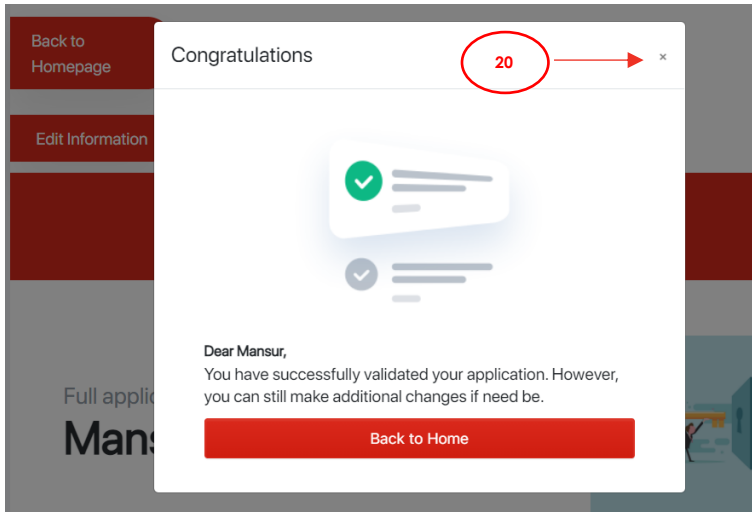 Back to
Homepage
Congratulations
20
×
Edit Information
Dear Mansur,
You have successfully validated your application. However,
you can still make additional changes if need be.
Full applic
Mans
Back to Home